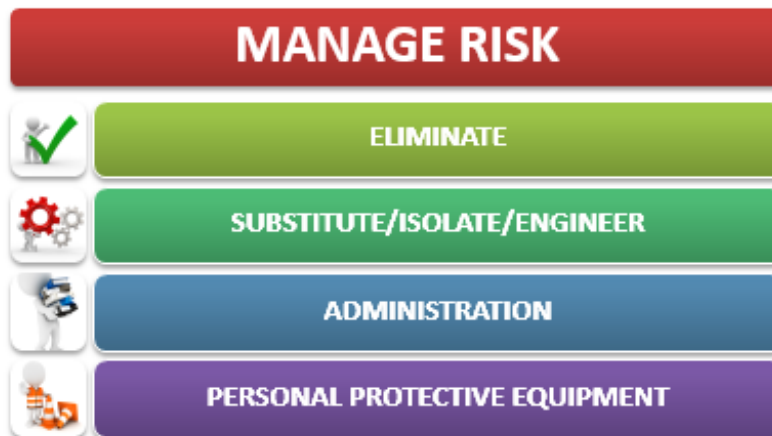 MANAGE RISK
ELIMINATE
SUBSTITUTE/ISOLATE/ENGINEER
ADMINISTRATION
PERSONAL PROTECTIVE EQUIPMENT